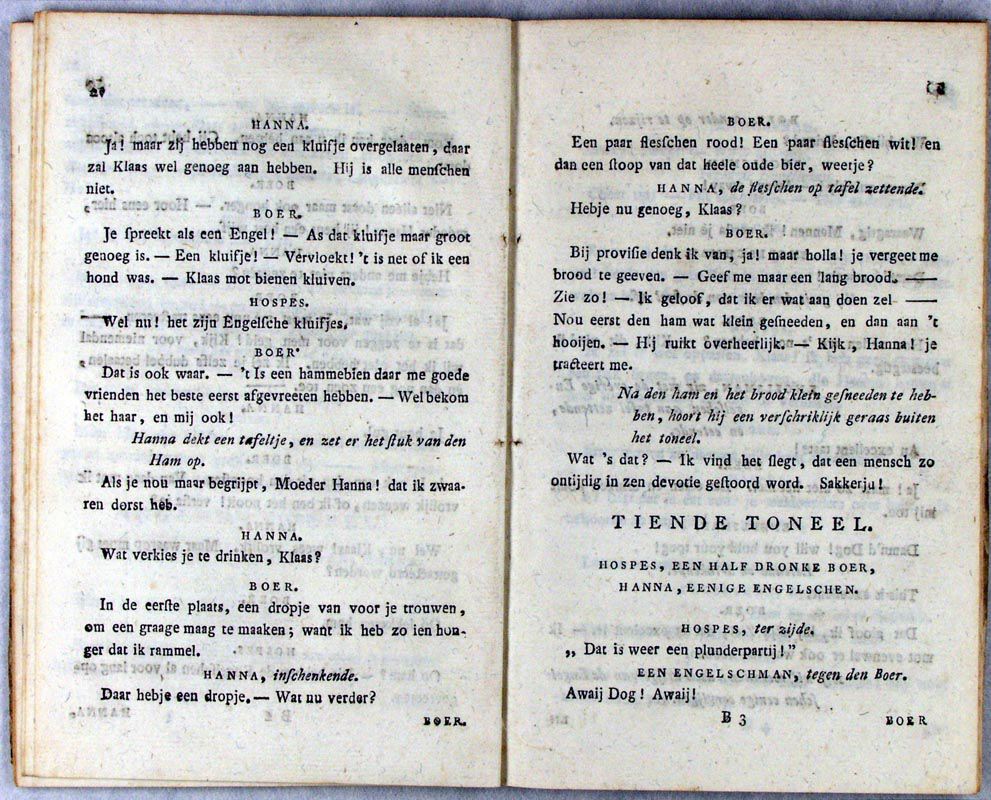 HANNA.
Ja! maar zij hebben nog een kluifje overgelaaten, daar
zal Klaas wel genoeg aan hebben. Hij is alle menſchen
niet.
BOER.
Je ſpreekt als een Engel! — As dat kluifje maar groot
genoeg is. — Een kluifje! — Vervloekt! 't is net of ik een
hond was. — Klaas mot bienen kluiven.
HOSPES.
Wel nu! het zijn Engelſche kluifjes.
BOER.
Dat is ook waar. — 't Is een hammebien daar me goede
vrienden het beste eerst afgevreeten hebben. — Wel bekom
het haar, en mij ook!
Hanna dekt een tafeltje, en zet er het ſtuk van den
Ham op.
Als je nou maar begrijpt, Moeder Hanna! dat ik zwaa-
ren dorst heb.
HANNA.
Wat verkies je te drinken, Klaas?
BOER.
In de eerſte plaats, een dropje van voor je trouwen,
om een graage maag te maaken; want ik heb zo ien hon-
ger dat ik rammel.
HANNA, inſchenkende.
Daar hebje een dropje. — Wat nu verder?
BOER.
BOER.
Een paar fleſſchen rood! Een paar fleſſchen wit! en
dan een ſtoop van dat heele oude bier, weetje?
HANNA, de fleſſchen op tafel zettende.
Hebje nu genoeg, Klaas?
BOER.
Bij proviſie denk ik van, ja! maar holla! je vergeet me
brood te geeven. — Geef me maar een lang brood. ——
Zie zo! — Ik geloof, dat ik er wat aan doen zel ——
Nou eerst den ham wat klein geſneeden, en dan aan 't
hooijen. — Hij ruikt overheerlijk. — Kijk, Hanna! je
tracteert me.
Na den ham en het brood klein geſneeden te heb-
ben, hoort hij een verſchriklijk geraas buiten
het toneel.
Wat 's dat? — Ik vind het ſlegt, dat een mensch zo
ontijdig in zen devotie geſtoord word. Sakkerju!
TIENDE TONEEL.
HOSPES, EEN HALF DRONKE BOER,
HANNA, EENIGE ENGELSCHEN.
HOSPES, ter zijde.
„ Dat is weer een plunderpartij!"
EEN ENGELSCHMAN, tegen den Boer.
Awaij Dog! Awaij!
B 3 BOER